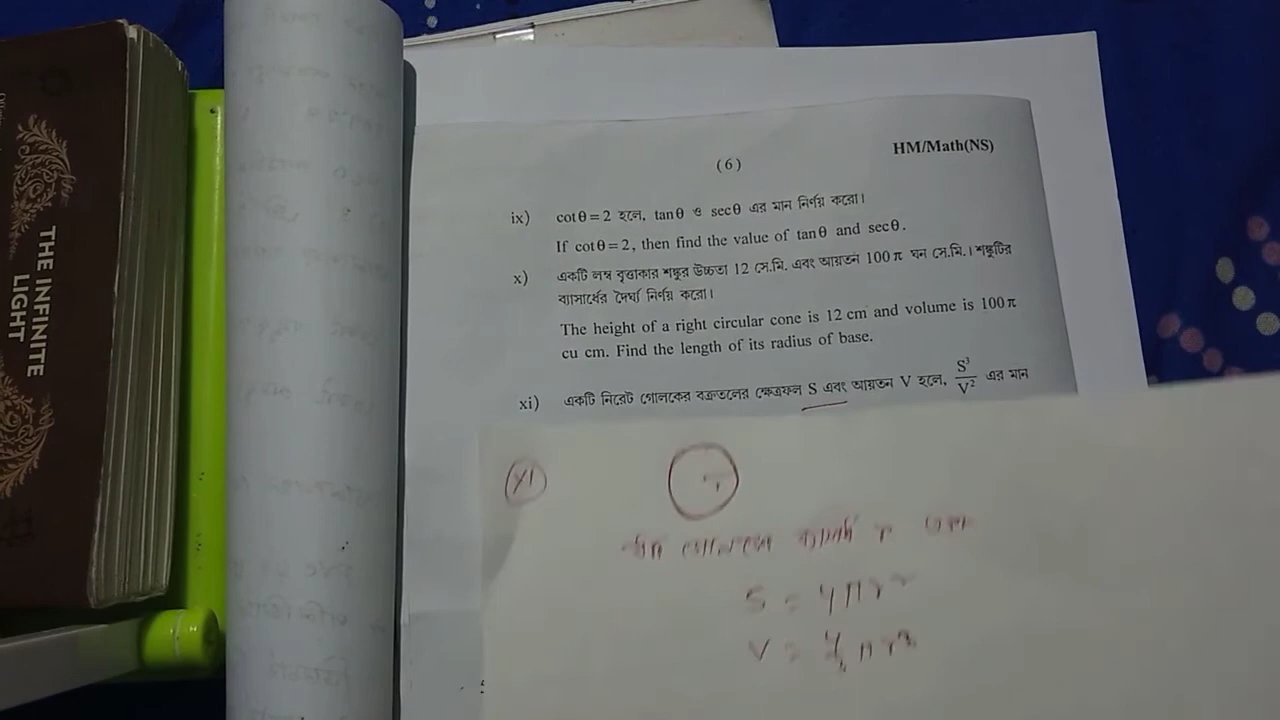 THE INFINITE
LIGHT
(6)
HM/Math(NS)
ix) cotθ = 2 হলে, tanθ ও secθ এর মান নির্ণয় করো।
If cotθ = 2, then find the value of tanθ and secθ.
x) একটি লম্ব বৃত্তাকার শঙ্কুর উচ্চতা 12 সে.মি. এবং আয়তন 100π ঘন সে.মি.। শঙ্কুটির
ব্যাসার্ধের দৈর্ঘ্য নির্ণয় করো।
The height of a right circular cone is 12 cm and volume is 100π
cu cm. Find the length of its radius of base.
xi) একটি নিরেট গোলকের বক্রতলের ক্ষেত্রফল S এবং আয়তন V হলে, S³/V² এর মান
XI
r
গোলকের ব্যাসার্ধ r
S = 4πr²
V = 4/3 πr³